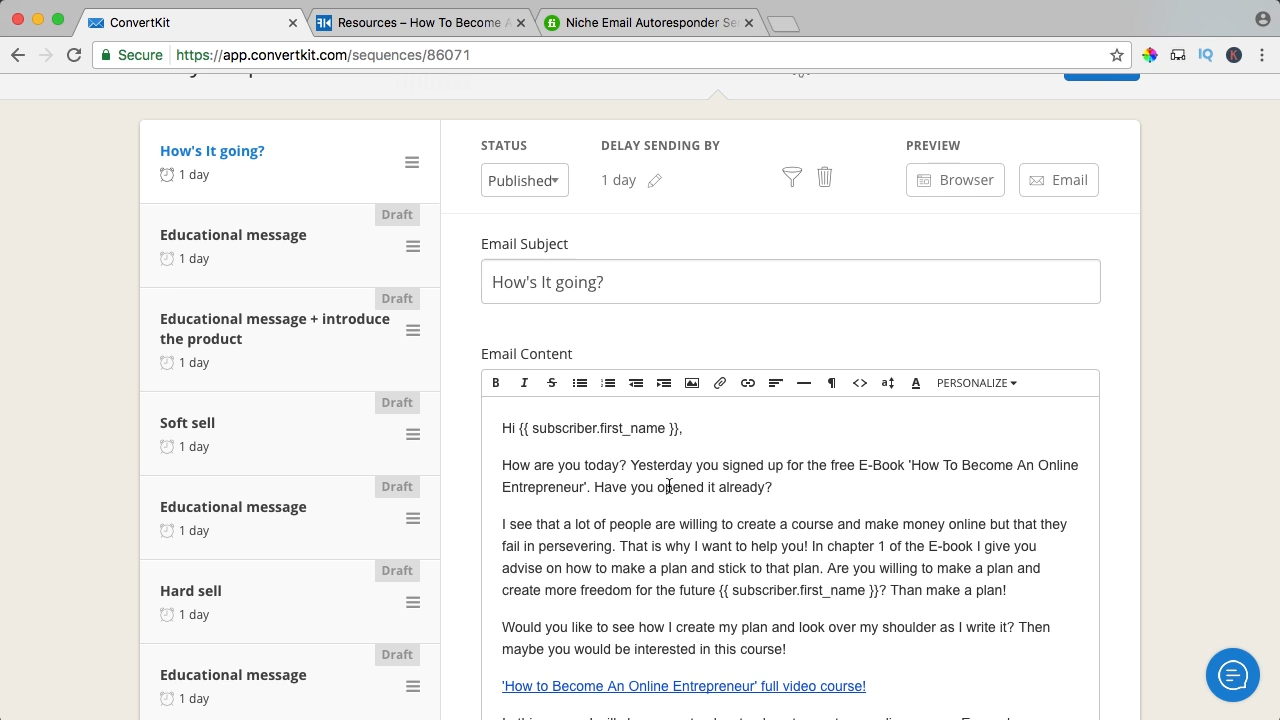 ConvertKit
Resources – How To Become A
Niche Email Autoresponder Se
Secure
https://app.convertkit.com/sequences/86071
How's It going?
1 day
Draft
Educational message
1 day
Draft
Educational message + introduce
the product
1 day
Draft
Soft sell
1 day
Draft
Educational message
1 day
Draft
Hard sell
1 day
Draft
Educational message
1 day
STATUS
DELAY SENDING BY
PREVIEW
Published
1 day
Browser
Email
Email Subject
How's It going?
Email Content
PERSONALIZE
Hi {{ subscriber.first_name }},
How are you today? Yesterday you signed up for the free E-Book 'How To Become An Online
Entrepreneur'. Have you opened it already?
I see that a lot of people are willing to create a course and make money online but that they
fail in persevering. That is why I want to help you! In chapter 1 of the E-book I give you
advise on how to make a plan and stick to that plan. Are you willing to make a plan and
create more freedom for the future {{ subscriber.first_name }}? Than make a plan!
Would you like to see how I create my plan and look over my shoulder as I write it? Then
maybe you would be interested in this course!
'How to Become An Online Entrepreneur' full video course!